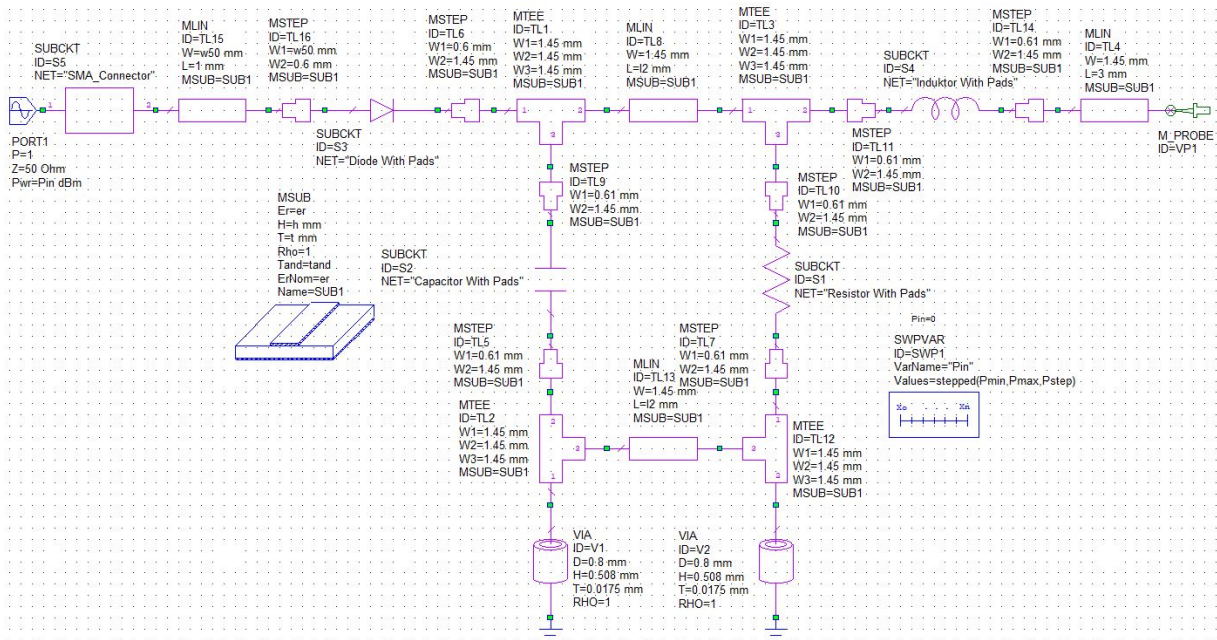 SUBCKT
ID=S5
NET="SMA_Connector"
1
2
PORT1
P=1
Z=50 Ohm
Pwr=Pin dBm
MLIN
ID=TL15
W=w50 mm
L=1 mm
MSUB=SUB1
MSTEP
ID=TL16
W1=w50 mm
W2=0.6 mm
MSUB=SUB1
SUBCKT
ID=S3
NET="Diode With Pads"
MSTEP
ID=TL6
W1=0.6 mm
W2=1.45 mm
MSUB=SUB1
MTEE
ID=TL1
W1=1.45 mm
W2=1.45 mm
W3=1.45 mm
MSUB=SUB1
1
2
3
MLIN
ID=TL8
W=1.45 mm
L=l2 mm
MSUB=SUB1
MTEE
ID=TL3
W1=1.45 mm
W2=1.45 mm
W3=1.45 mm
MSUB=SUB1
1
2
3
MSTEP
ID=TL11
W1=0.61 mm
W2=1.45 mm
MSUB=SUB1
SUBCKT
ID=S4
NET="Induktor With Pads"
MSTEP
ID=TL14
W1=0.61 mm
W2=1.45 mm
MSUB=SUB1
MLIN
ID=TL4
W=1.45 mm
L=3 mm
MSUB=SUB1
M_PROBE
ID=VP1
MSTEP
ID=TL9
W1=0.61 mm
W2=1.45 mm
MSUB=SUB1
MSTEP
ID=TL10
W1=0.61 mm
W2=1.45 mm
MSUB=SUB1
MSUB
Er=er
H=h mm
T=t mm
Rho=1
Tand=tand
ErNom=er
Name=SUB1
SUBCKT
ID=S2
NET="Capacitor With Pads"
SUBCKT
ID=S1
NET="Resistor With Pads"
Pin=0
SWPVAR
ID=SWP1
VarName="Pin"
Values=stepped(Pmin,Pmax,Pstep)
Xo . . . Xn
MSTEP
ID=TL5
W1=0.61 mm
W2=1.45 mm
MSUB=SUB1
MSTEP
ID=TL7
W1=0.61 mm
W2=1.45 mm
MSUB=SUB1
MLIN
ID=TL13
W=1.45 mm
L=l2 mm
MSUB=SUB1
MTEE
ID=TL2
W1=1.45 mm
W2=1.45 mm
W3=1.45 mm
MSUB=SUB1
2
3
1
MTEE
ID=TL12
W1=1.45 mm
W2=1.45 mm
W3=1.45 mm
MSUB=SUB1
1
3
2
VIA
ID=V1
D=0.8 mm
H=0.508 mm
T=0.0175 mm
RHO=1
VIA
ID=V2
D=0.8 mm
H=0.508 mm
T=0.0175 mm
RHO=1